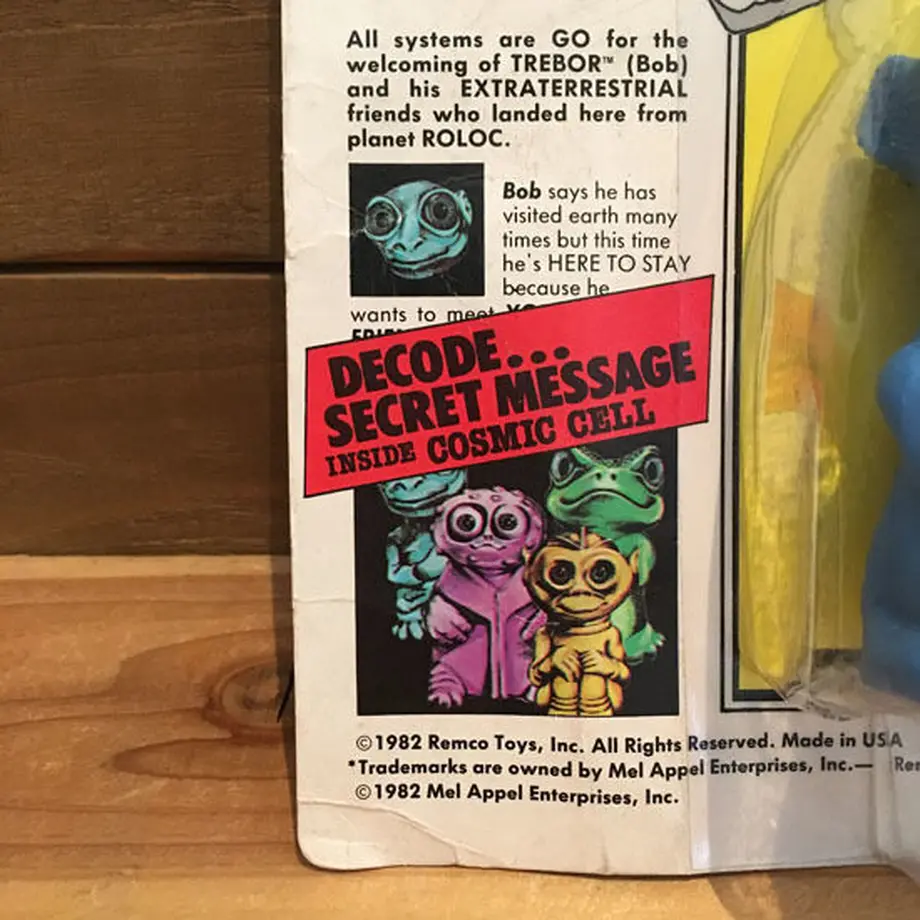 All systems are GO for the
welcoming of TREBOR™ (Bob)
and his EXTRATERRESTRIAL
friends who landed here from
planet ROLOC.
Bob says he has
visited earth many
times but this time
he's HERE TO STAY
because he
wants to meet
DECODE...
SECRET MESSAGE
INSIDE COSMIC CELL
©1982 Remco Toys, Inc. All Rights Reserved. Made in USA
*Trademarks are owned by Mel Appel Enterprises, Inc.—
©1982 Mel Appel Enterprises, Inc.